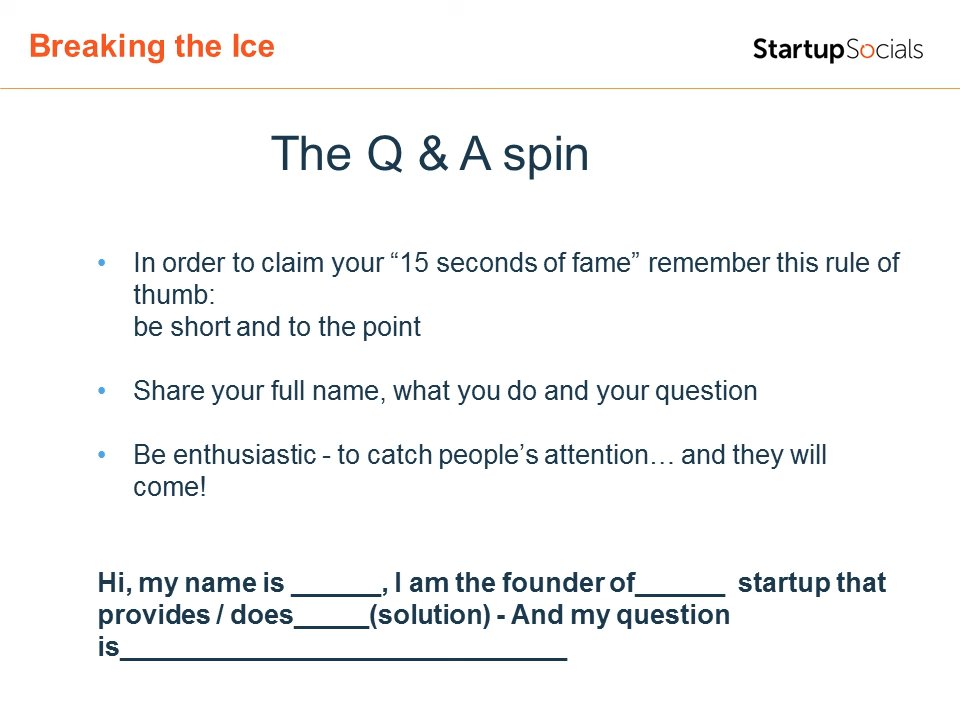 Breaking the Ice
StartupSocials
The Q & A spin
• In order to claim your “15 seconds of fame” remember this rule of
thumb:
be short and to the point
• Share your full name, what you do and your question
• Be enthusiastic - to catch people’s attention… and they will
come!
Hi, my name is ______, I am the founder of______ startup that
provides / does_____(solution) - And my question
is______________________________